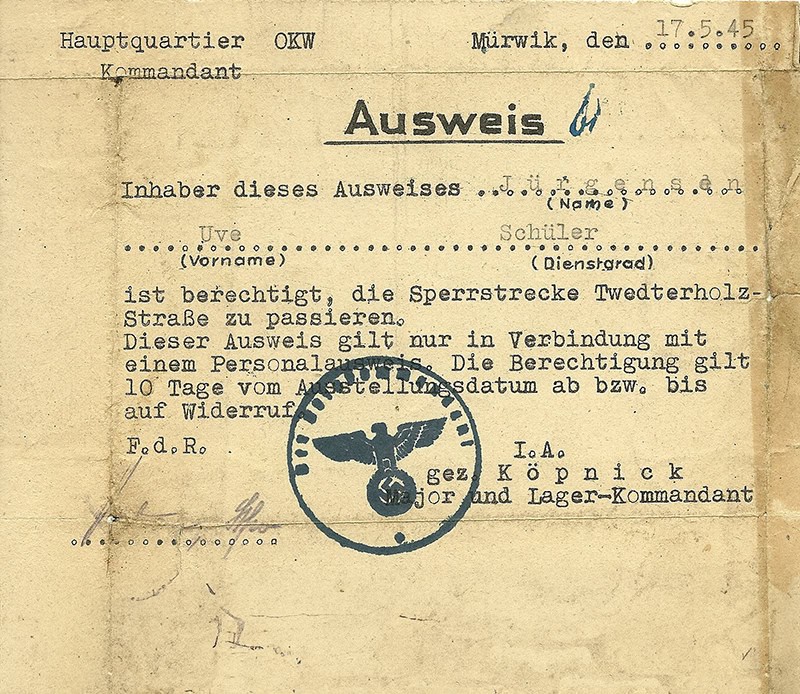 Hauptquartier OKW Mürwik, den 17.5.45
Kommandant
Ausweis
Inhaber dieses Ausweises Jürgensen
(Name)
Uve Schüler
(Vorname) (Dienstgrad)
ist berechtigt, die Sperrstrecke Twedterholz-
Straße zu passieren.
Dieser Ausweis gilt nur in Verbindung mit
einem Personalausweis. Die Berechtigung gilt
10 Tage vom Ausstellungsdatum ab bzw. bis
auf Widerruf
F.d.R. I.A.
gez. Köpnick
Major und Lager-Kommandant